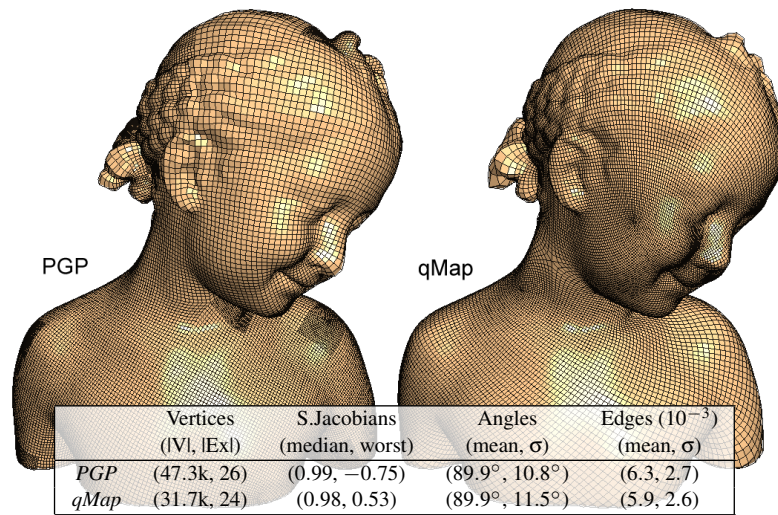 PGP
qMap
Vertices S.Jacobians Angles Edges (10⁻³)
(|V|, |Ex|) (median, worst) (mean, σ) (mean, σ)
PGP (47.3k, 26) (0.99, −0.75) (89.9°, 10.8°) (6.3, 2.7)
qMap (31.7k, 24) (0.98, 0.53) (89.9°, 11.5°) (5.9, 2.6)